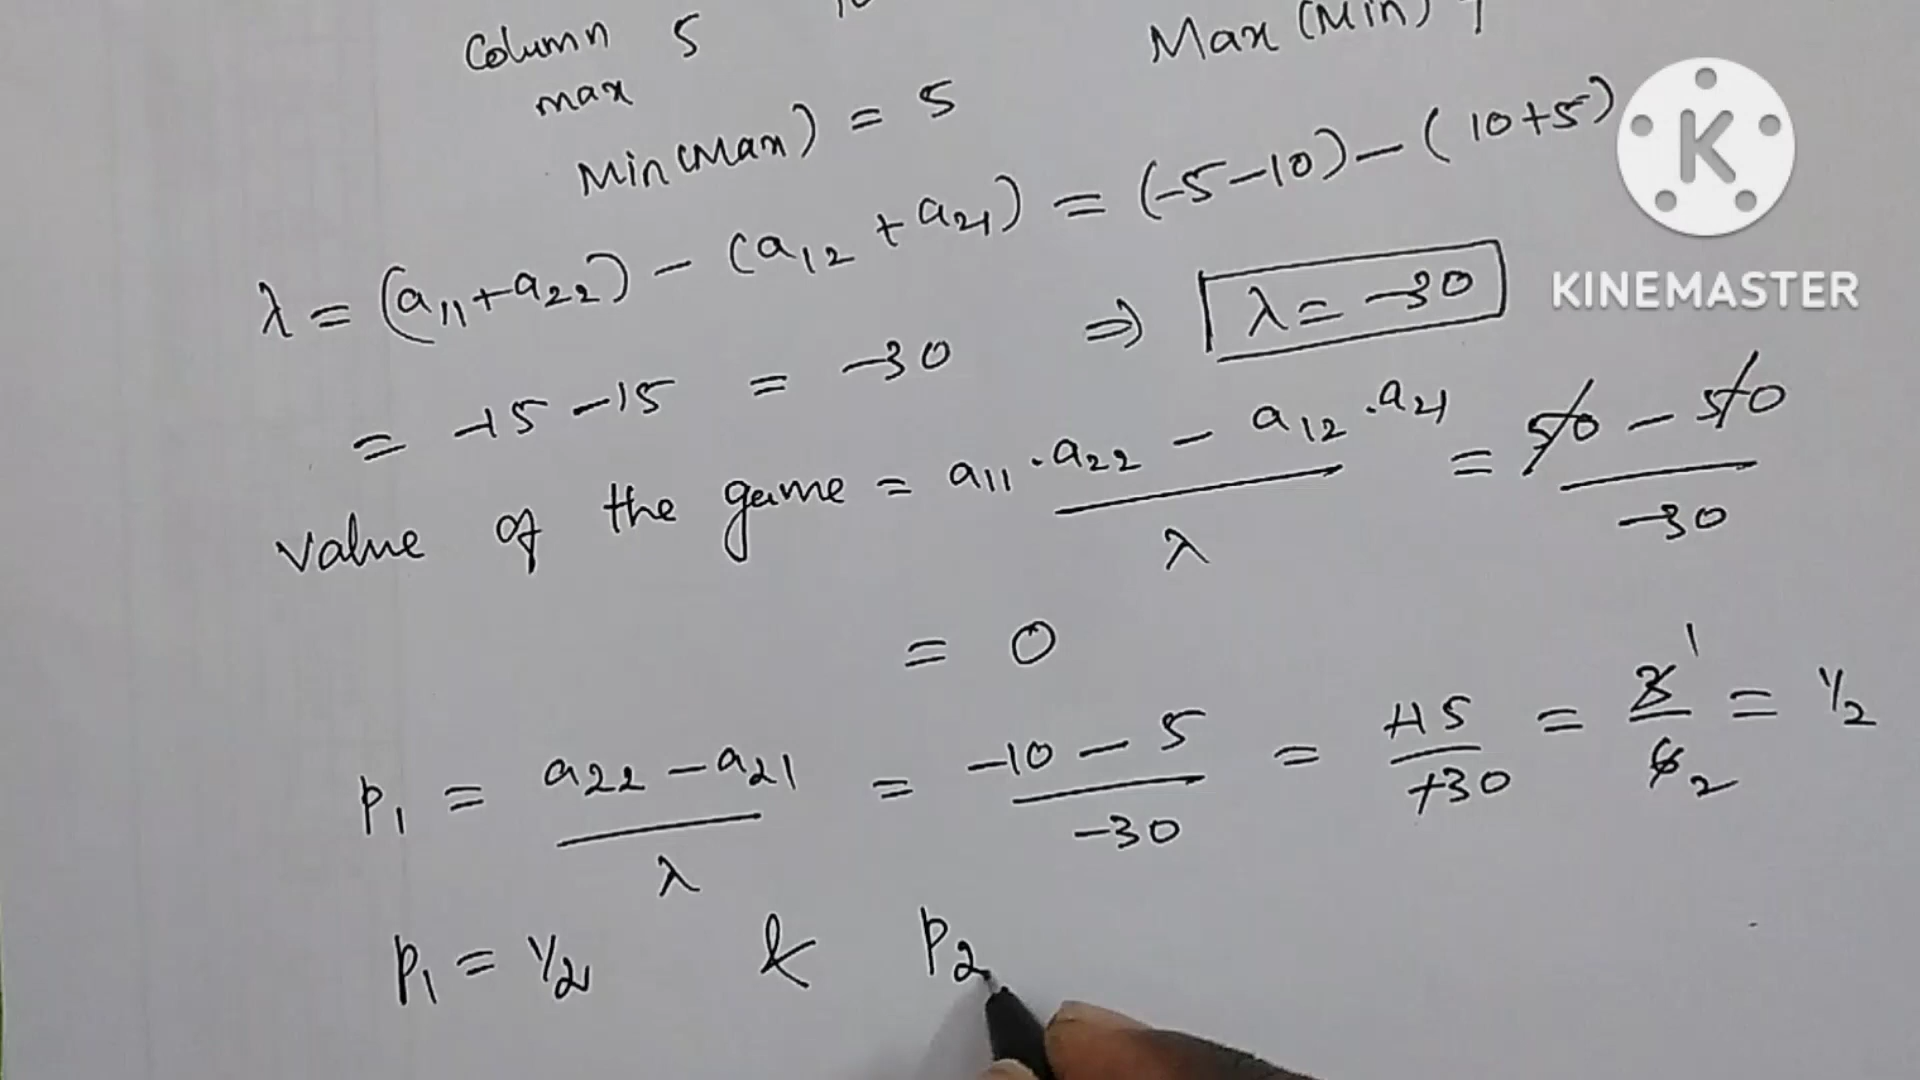 Column 5
max
Max (Min)
Min(Max) = 5
λ = (a11+a22) - (a12 + a21) = (-5-10) - (10+5)
= -15 -15 = -30 ⇒ λ = -30
value of the game = a11 . a22 - a12 . a21 / λ = 50 - 50 / -30
= 0
p1 = a22 - a21 / λ = -10 - 5 / -30 = +15 / +30 = 3 1 / 6 2 = 1/2
p1 = 1/2 & p2
KINEMASTER